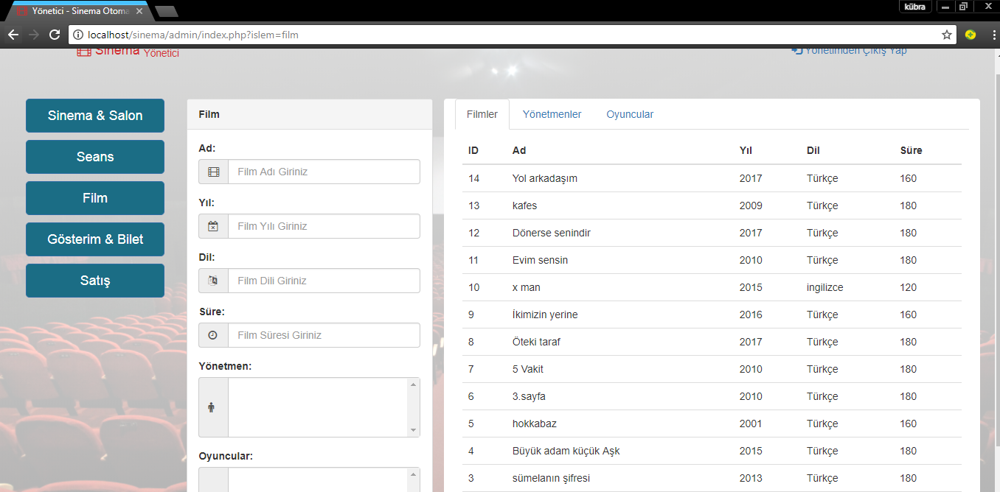 Yönetici - Sinema Otoma
kübra
localhost/sinema/admin/index.php?islem=film
Sinema Yönetici
Yönetimden Çıkış Yap
Sinema & Salon
Seans
Film
Gösterim & Bilet
Satış
Film
Ad:
Film Adı Giriniz
Yıl:
Film Yılı Giriniz
Dil:
Film Dili Giriniz
Süre:
Film Süresi Giriniz
Yönetmen:
Oyuncular:
Filmler Yönetmenler Oyuncular
ID Ad Yıl Dil Süre
14 Yol arkadaşım 2017 Türkçe 160
13 kafes 2009 Türkçe 180
12 Dönerse senindir 2017 Türkçe 180
11 Evim sensin 2010 Türkçe 180
10 x man 2015 ingilizce 120
9 İkimizin yerine 2016 Türkçe 160
8 Öteki taraf 2017 Türkçe 180
7 5 Vakit 2010 Türkçe 180
6 3.sayfa 2010 Türkçe 180
5 hokkabaz 2001 Türkçe 160
4 Büyük adam küçük Aşk 2015 Türkçe 180
3 sümelanın şifresi 2013 Türkçe 180